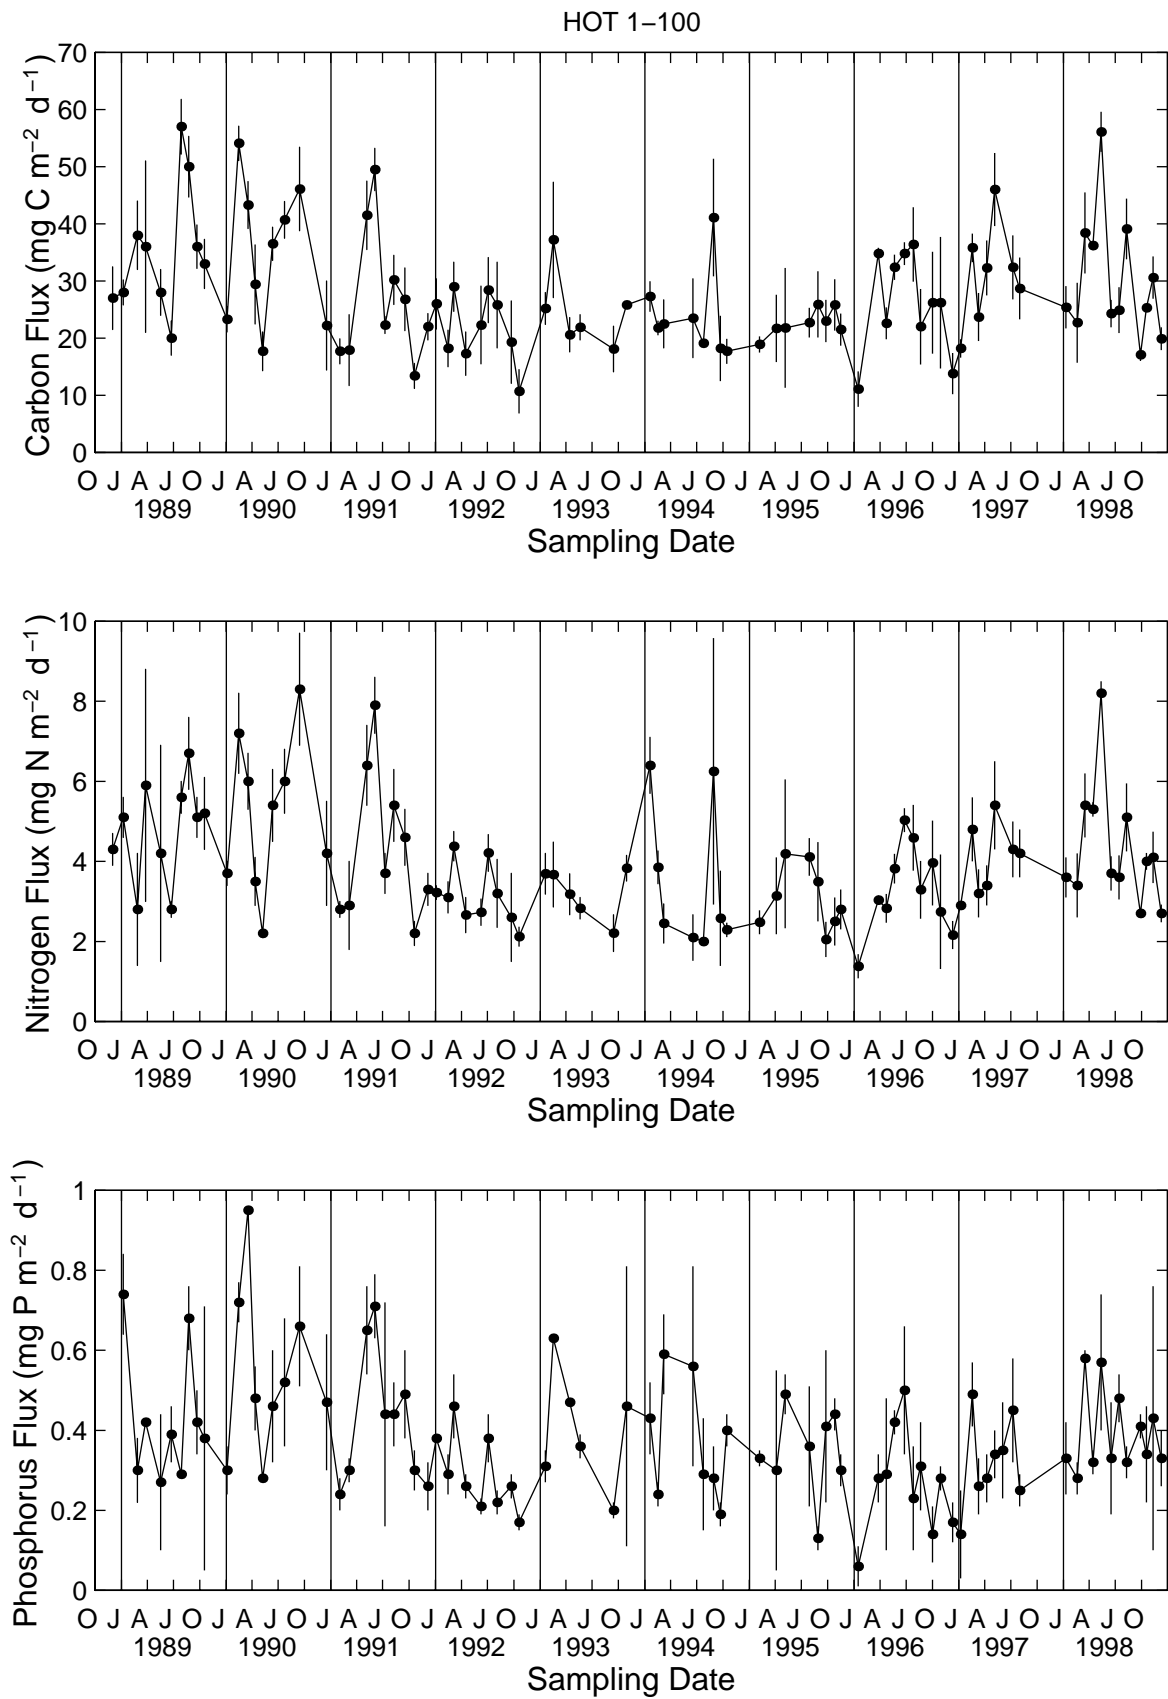 HOT 1−100
Carbon Flux (mg C m−2 d−1)
70
60
50
40
30
20
10
0
O J A J O J A J O J A J O J A J O J A J O J A J O J A J O J A J O J A J O J A J O
1989 1990 1991 1992 1993 1994 1995 1996 1997 1998
Sampling Date
Nitrogen Flux (mg N m−2 d−1)
10
8
6
4
2
0
O J A J O J A J O J A J O J A J O J A J O J A J O J A J O J A J O J A J O J A J O
1989 1990 1991 1992 1993 1994 1995 1996 1997 1998
Sampling Date
Phosphorus Flux (mg P m−2 d−1)
1
0.8
0.6
0.4
0.2
0
O J A J O J A J O J A J O J A J O J A J O J A J O J A J O J A J O J A J O J A J O
1989 1990 1991 1992 1993 1994 1995 1996 1997 1998
Sampling Date